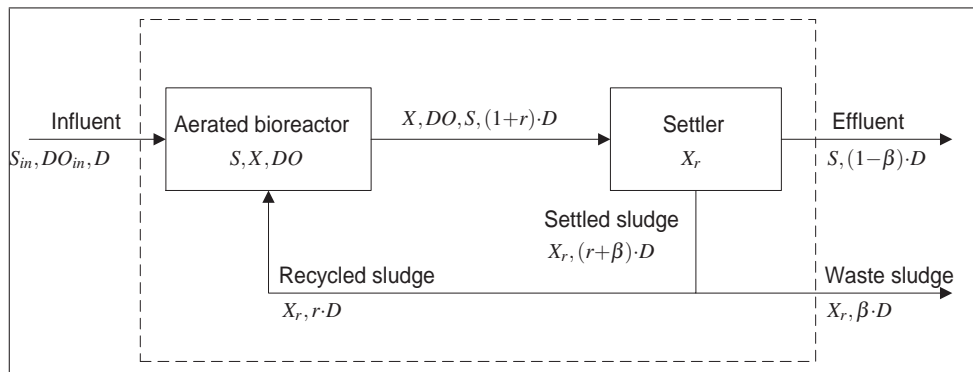 Influent
S_in, DO_in, D
Aerated bioreactor
S, X, DO
X, DO, S, (1+r)·D
Settler
X_r
Effluent
S, (1−β)·D
Settled sludge
X_r, (r+β)·D
Recycled sludge
X_r, r·D
Waste sludge
X_r, β·D